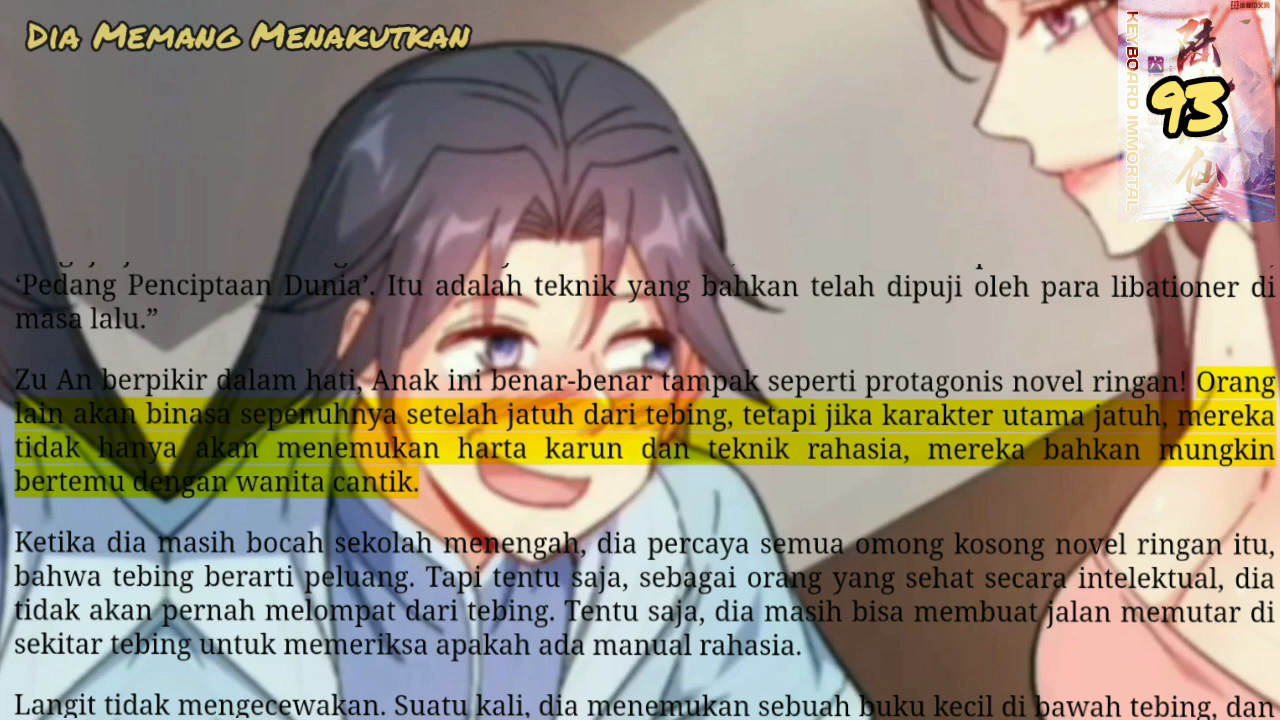 Dia Memang Menakutkan
KEYBOARD IMMORTAL
93
‘Pedang Penciptaan Dunia’. Itu adalah teknik yang bahkan telah dipuji oleh para libationer di
masa lalu.”
Zu An berpikir dalam hati, Anak ini benar-benar tampak seperti protagonis novel ringan! Orang
lain akan binasa sepenuhnya setelah jatuh dari tebing, tetapi jika karakter utama jatuh, mereka
tidak hanya akan menemukan harta karun dan teknik rahasia, mereka bahkan mungkin
bertemu dengan wanita cantik.
Ketika dia masih bocah sekolah menengah, dia percaya semua omong kosong novel ringan itu,
bahwa tebing berarti peluang. Tapi tentu saja, sebagai orang yang sehat secara intelektual, dia
tidak akan pernah melompat dari tebing. Tentu saja, dia masih bisa membuat jalan memutar di
sekitar tebing untuk memeriksa apakah ada manual rahasia.
Langit tidak mengecewakan. Suatu kali, dia menemukan sebuah buku kecil di bawah tebing, dan